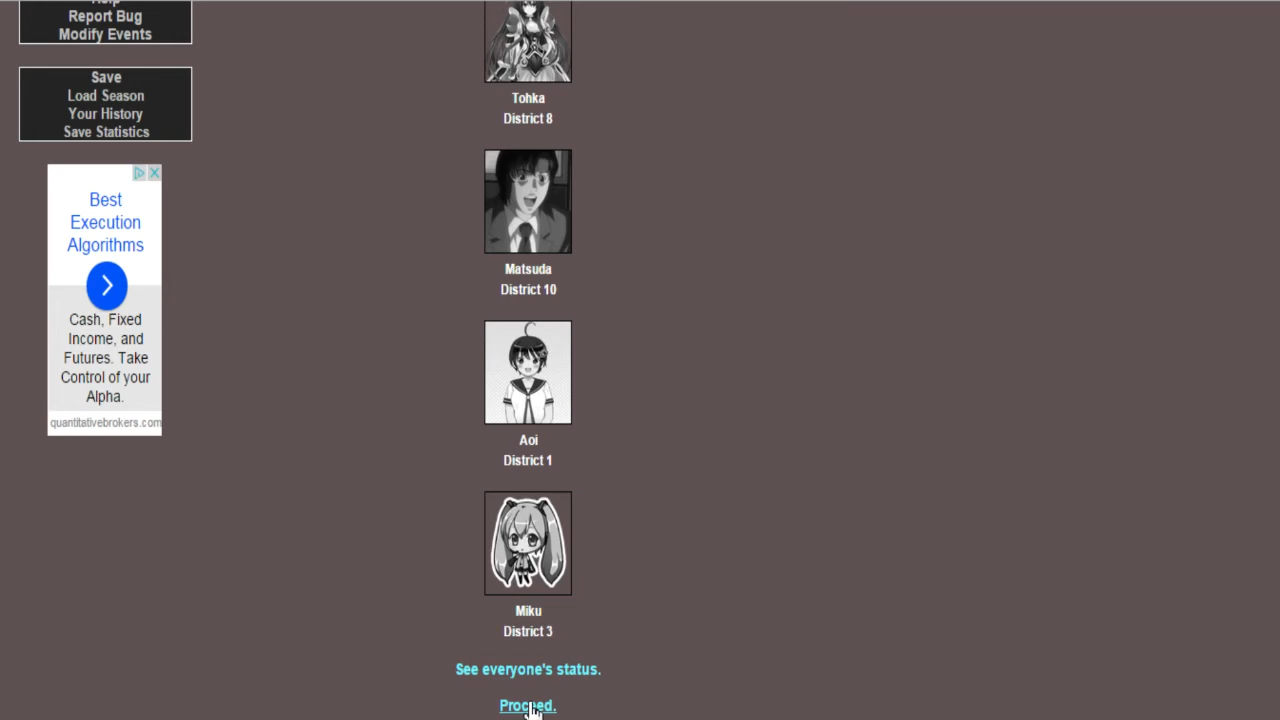 Help
Report Bug
Modify Events
Save
Load Season
Your History
Save Statistics
Best
Execution
Algorithms
Cash, Fixed
Income, and
Futures. Take
Control of your
Alpha.
quantitativebrokers.com
Tohka
District 8
Matsuda
District 10
Aoi
District 1
Miku
District 3
See everyone's status.
Proceed.